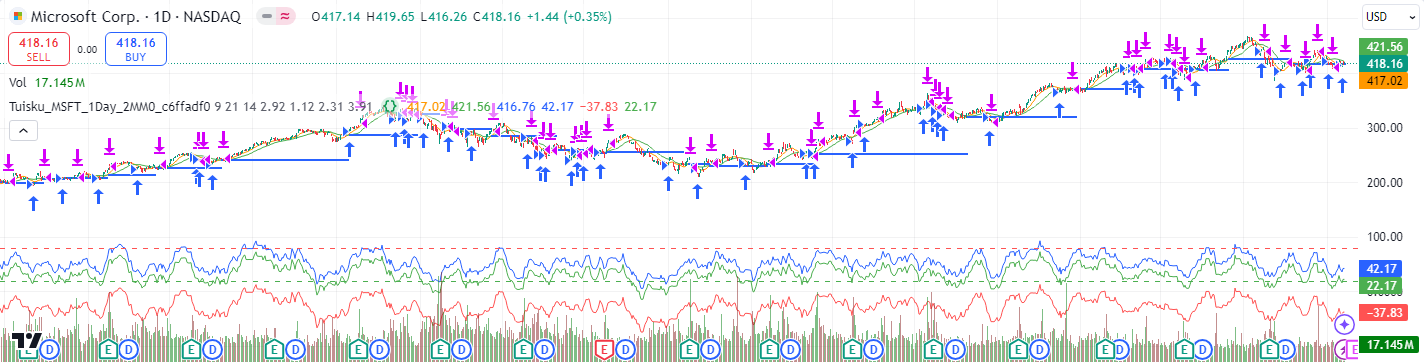 Microsoft Corp. · 1D · NASDAQ O417.14 H419.65 L416.26 C418.16 +1.44 (+0.35%)
USD
418.16 SELL
0.00
418.16 BUY
421.56
418.16
417.02
Vol 17.145M
Tuisku_MSFT_1Day_2MM0_c6ffadf0 9 21 14 2.92 1.12 2.31 3.91 417.02 421.56 416.76 42.17 −37.83 22.17
300.00
200.00
100.00
42.17
22.17
−37.83
17.145M
E D E D E D E D E D E D E D E D E D E D E D E D E D E D E D E D E